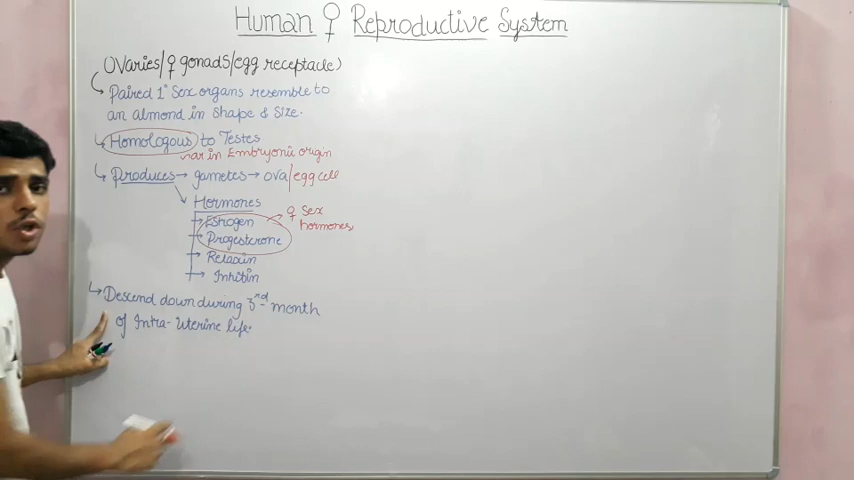 Human ♀ Reproductive System
Ovaries/♀ gonads/egg receptacle)
Paired 1° Sex organs resemble to
an almond in Shape & Size.
Homologous to Testes
in Embryonic origin
Produces → gametes → ova/egg cell
Hormones
Estrogen
Progesterone
♀ Sex
hormones
Relaxin
Inhibin
Descend down during 3rd month
of Intra-Uterine life.